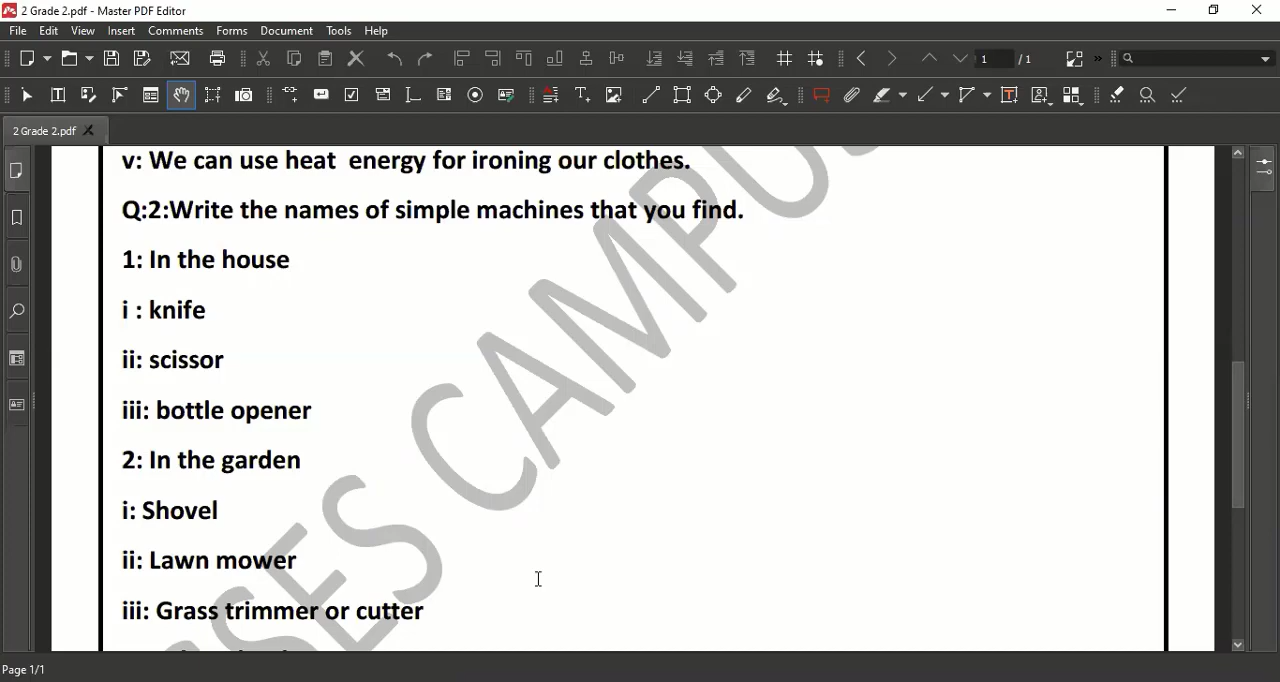 2 Grade 2.pdf - Master PDF Editor
File Edit View Insert Comments Forms Document Tools Help
1 / 1
2 Grade 2.pdf
v: We can use heat energy for ironing our clothes.
Q:2:Write the names of simple machines that you find.
1: In the house
i : knife
ii: scissor
iii: bottle opener
2: In the garden
i: Shovel
ii: Lawn mower
iii: Grass trimmer or cutter
SSES CAMPUS
Page 1/1